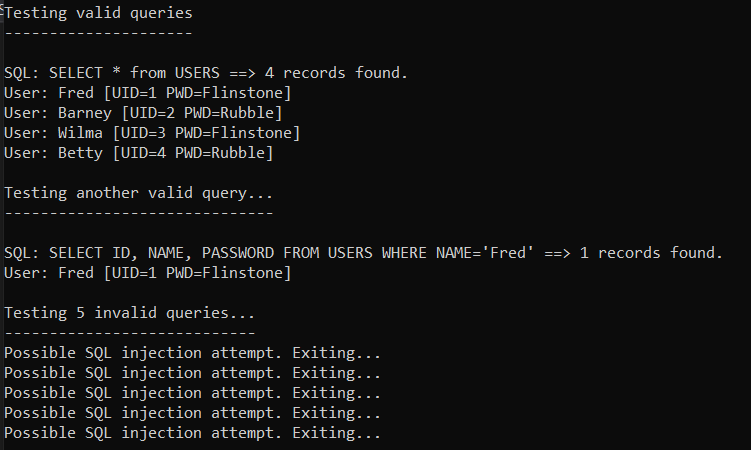 Testing valid queries
---------------------
SQL: SELECT * from USERS ==> 4 records found.
User: Fred [UID=1 PWD=Flinstone]
User: Barney [UID=2 PWD=Rubble]
User: Wilma [UID=3 PWD=Flinstone]
User: Betty [UID=4 PWD=Rubble]
Testing another valid query...
------------------------------
SQL: SELECT ID, NAME, PASSWORD FROM USERS WHERE NAME='Fred' ==> 1 records found.
User: Fred [UID=1 PWD=Flinstone]
Testing 5 invalid queries...
----------------------------
Possible SQL injection attempt. Exiting...
Possible SQL injection attempt. Exiting...
Possible SQL injection attempt. Exiting...
Possible SQL injection attempt. Exiting...
Possible SQL injection attempt. Exiting...